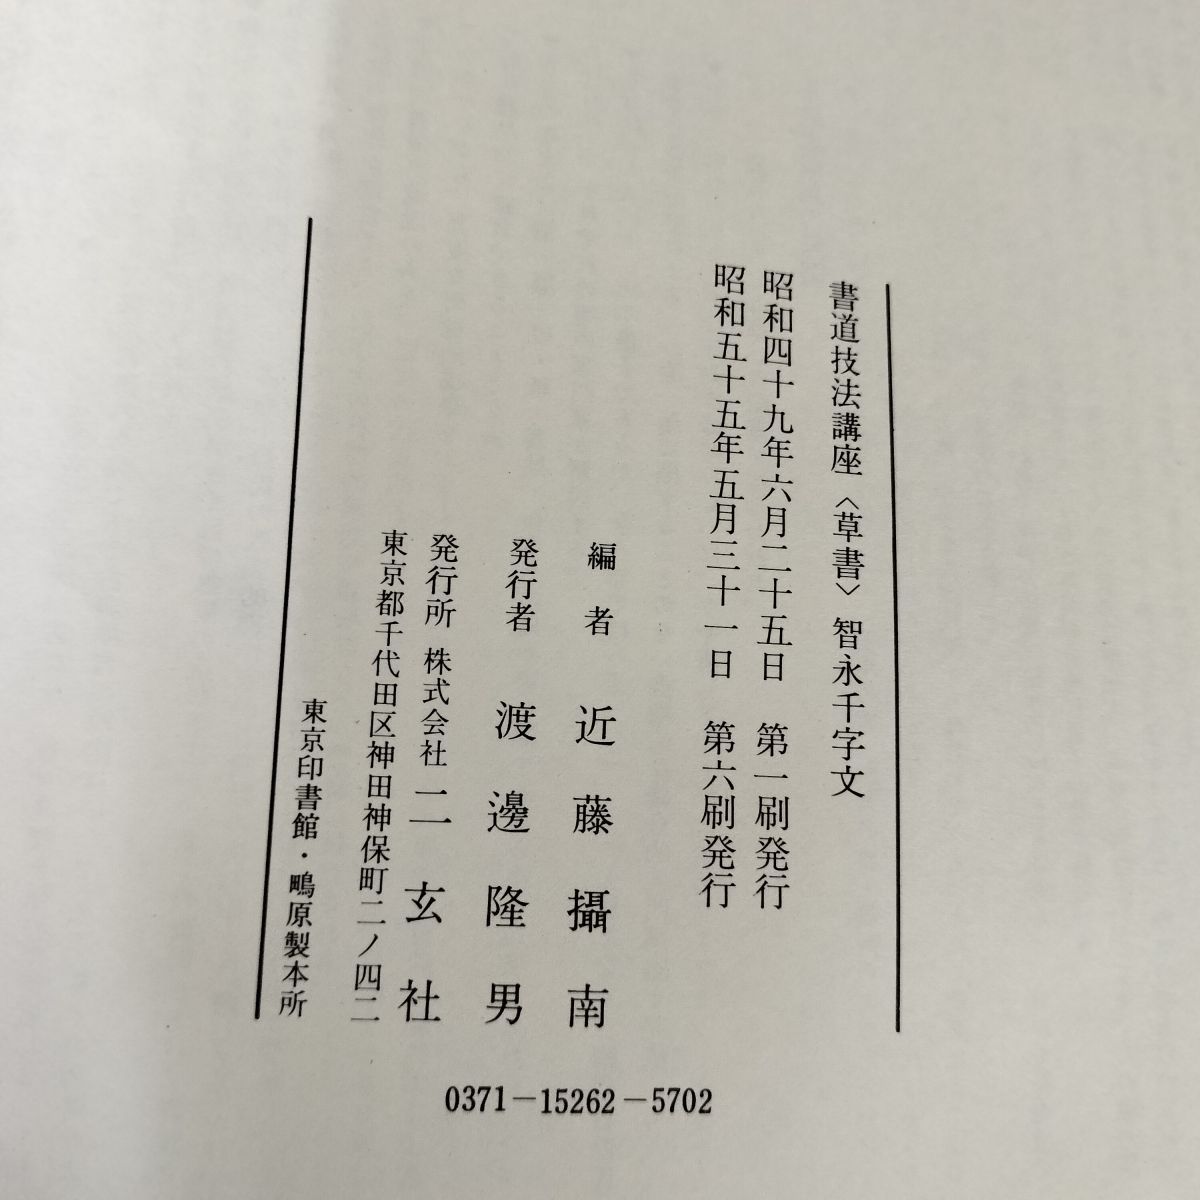 書道技法講座〈草書〉智永千字文
昭和四十九年六月二十五日 第一刷発行
昭和五十五年五月三十一日 第六刷発行
編者 近藤攝南
発行者 渡邊隆男
発行所 株式会社 二玄社
東京都千代田区神田神保町二ノ四二
東京印書館・鴫原製本所
0371－15262－5702